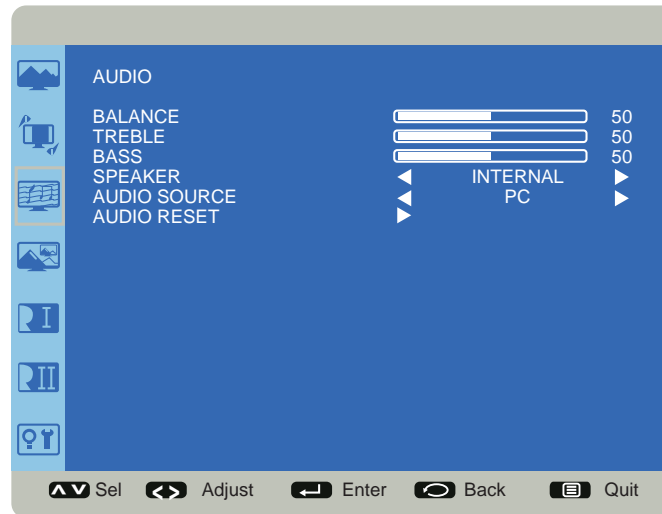 AUDIO
BALANCE 50
TREBLE 50
BASS 50
SPEAKER INTERNAL
AUDIO SOURCE PC
AUDIO RESET
Sel Adjust Enter Back Quit